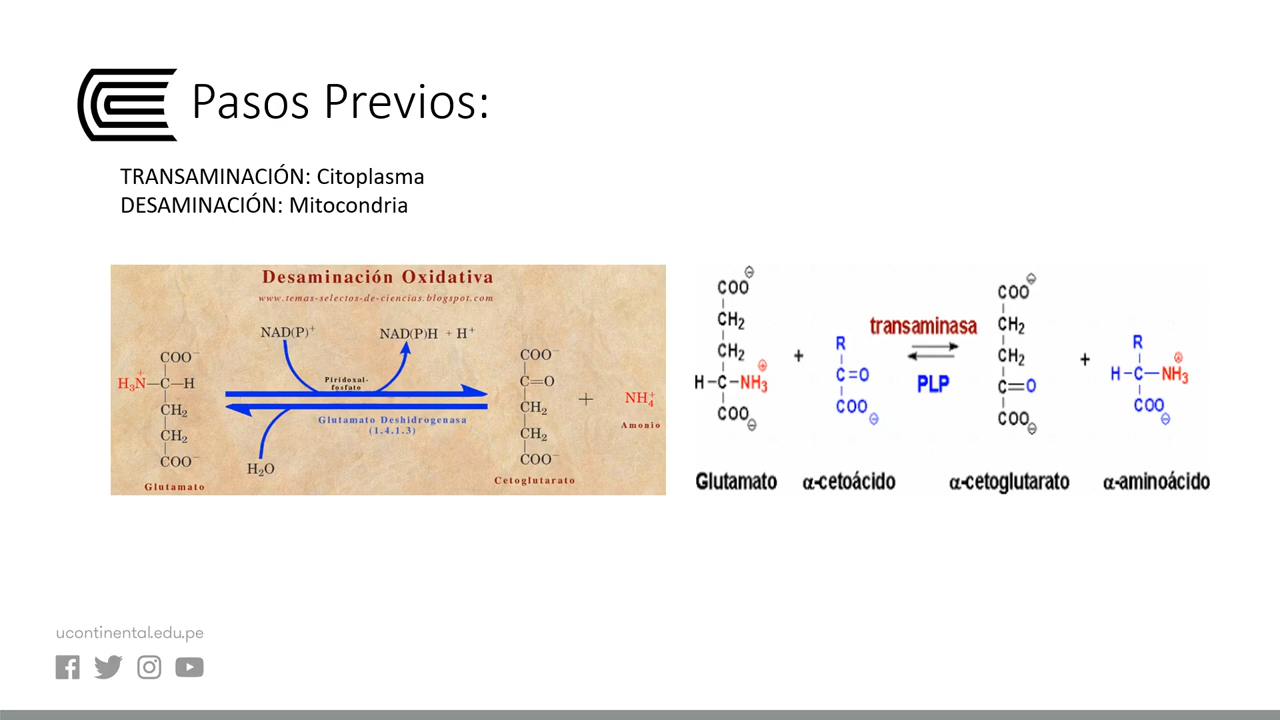 Pasos Previos:
TRANSAMINACIÓN: Citoplasma
DESAMINACIÓN: Mitocondria
Desaminación Oxidativa
www.temas-selectos-de-ciencias.blogspot.com
NAD(P)⁺ NAD(P)H + H⁺
COO⁻
H₃N⁺—C—H
CH₂
CH₂
COO⁻
Glutamato
Piridoxal-
fosfato
Glutamato Deshidrogenasa
(1.4.1.3)
H₂O
COO⁻
C=O
CH₂
CH₂
COO⁻
Cetoglutarato
+
NH₄⁺
Amonio
COO⊖
CH₂
CH₂
H–C–NH₃⊕
COO⊖
Glutamato
+
R
C=O
COO⊖
α-cetoácido
transaminasa
PLP
COO⊖
CH₂
CH₂
C=O
COO⊖
α-cetoglutarato
+
R
H–C–NH₃⊕
COO⊖
α-aminoácido
ucontinental.edu.pe